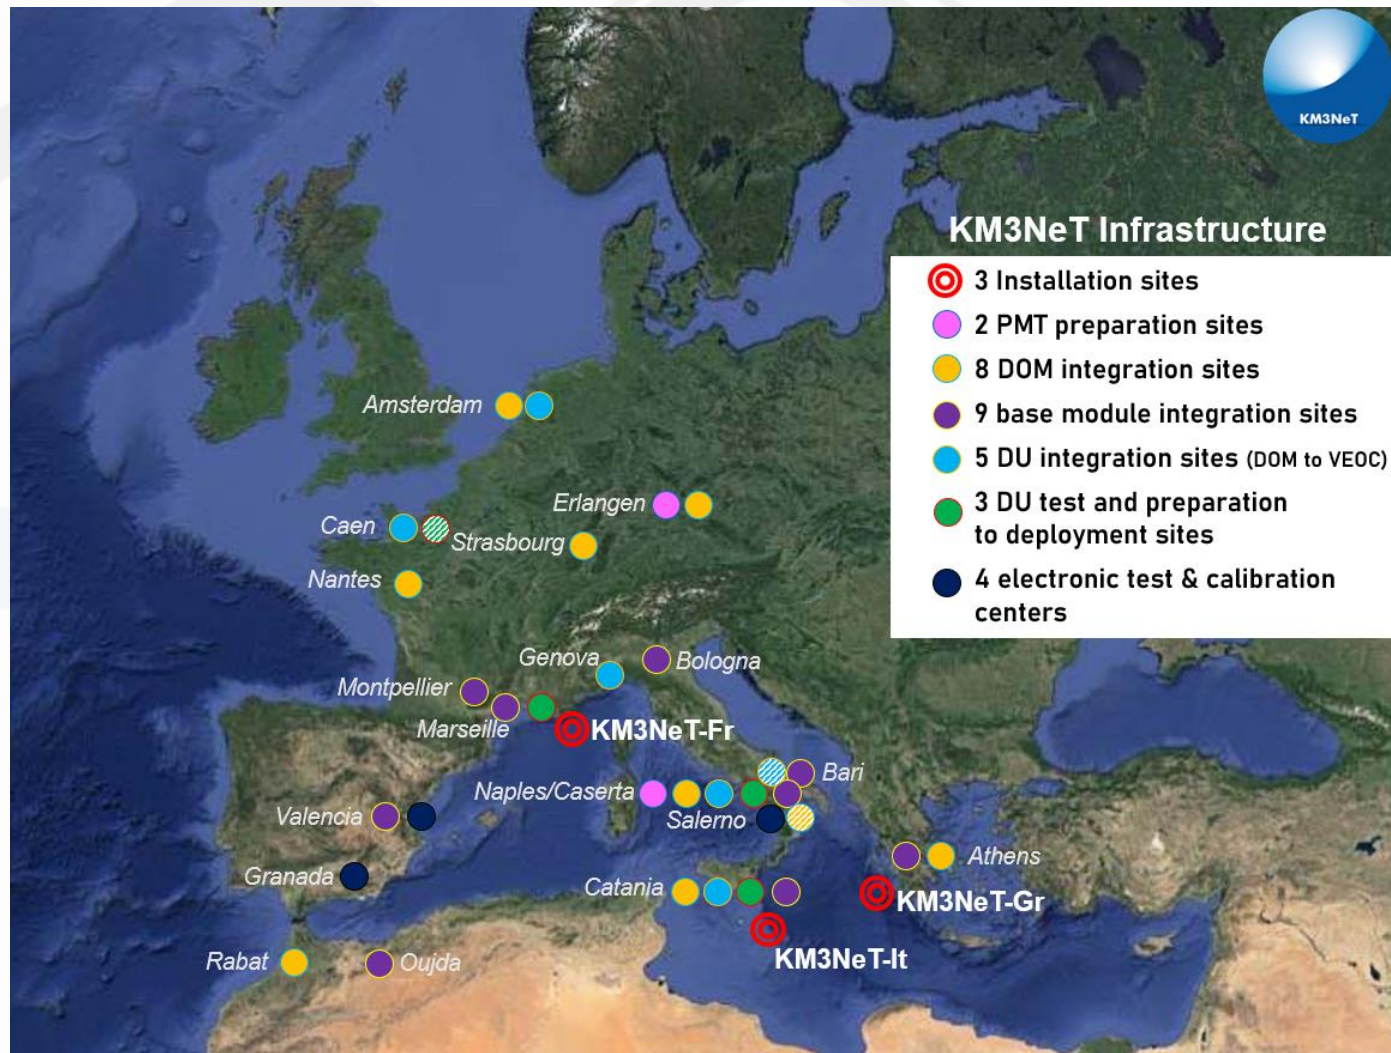 KM3NeT
KM3NeT Infrastructure
3 Installation sites
2 PMT preparation sites
8 DOM integration sites
9 base module integration sites
5 DU integration sites (DOM to VEOC)
3 DU test and preparation
to deployment sites
4 electronic test & calibration
centers
Amsterdam
Erlangen
Caen
Strasbourg
Nantes
Genova
Bologna
Montpellier
Marseille
KM3NeT-Fr
Bari
Naples/Caserta
Valencia
Salerno
Athens
Granada
Catania
KM3NeT-Gr
KM3NeT-It
Rabat
Oujda